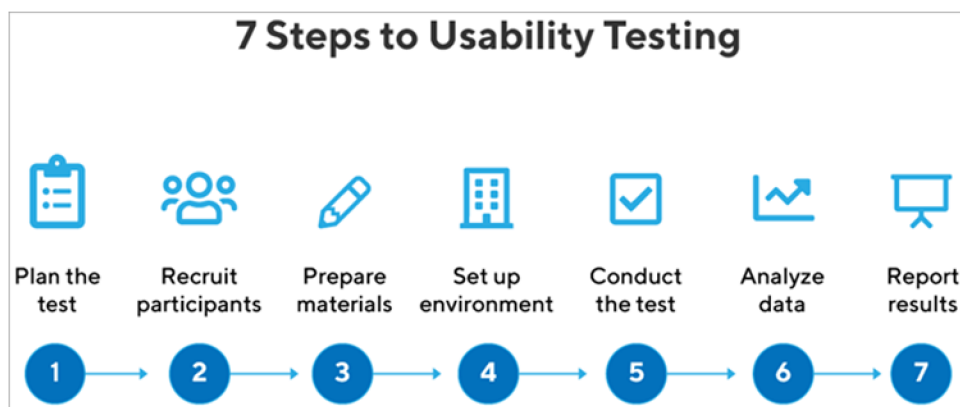 7 Steps to Usability Testing
Plan the
test
Recruit
participants
Prepare
materials
Set up
environment
Conduct
the test
Analyze
data
Report
results
1
2
3
4
5
6
7